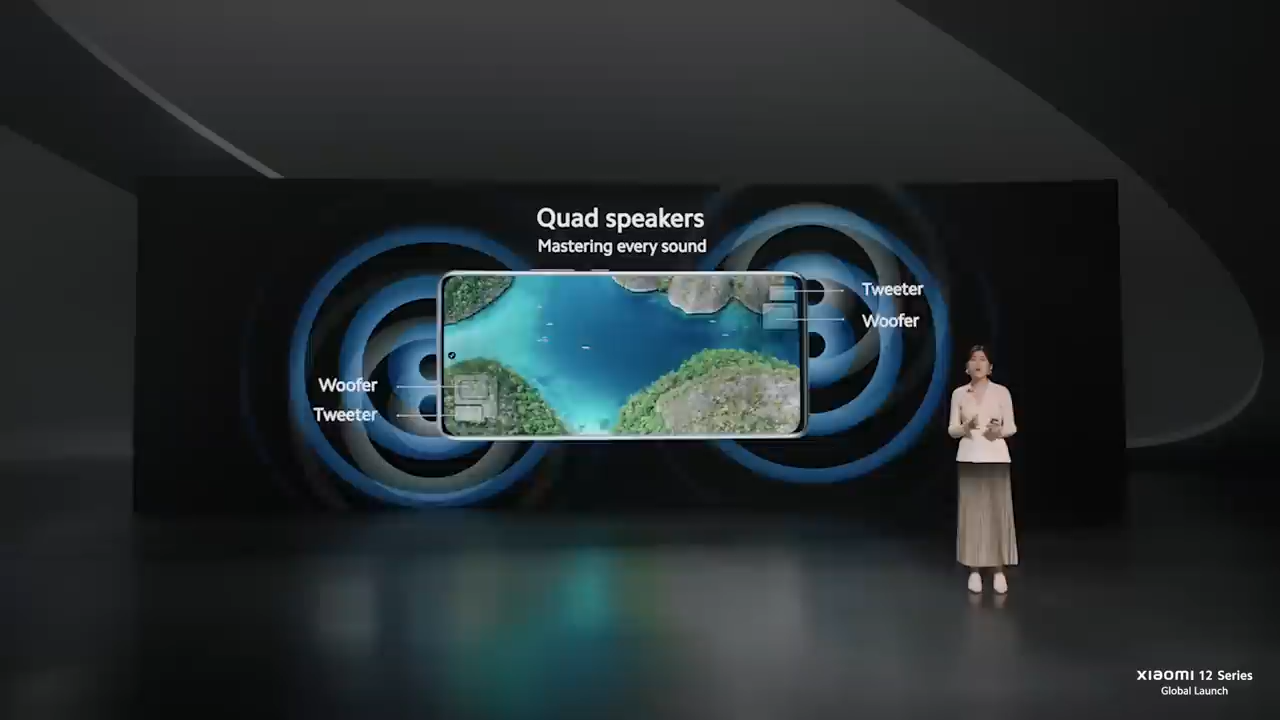 Quad speakers
Mastering every sound
Tweeter
Woofer
Woofer
Tweeter
XIAOMI 12 Series
Global Launch